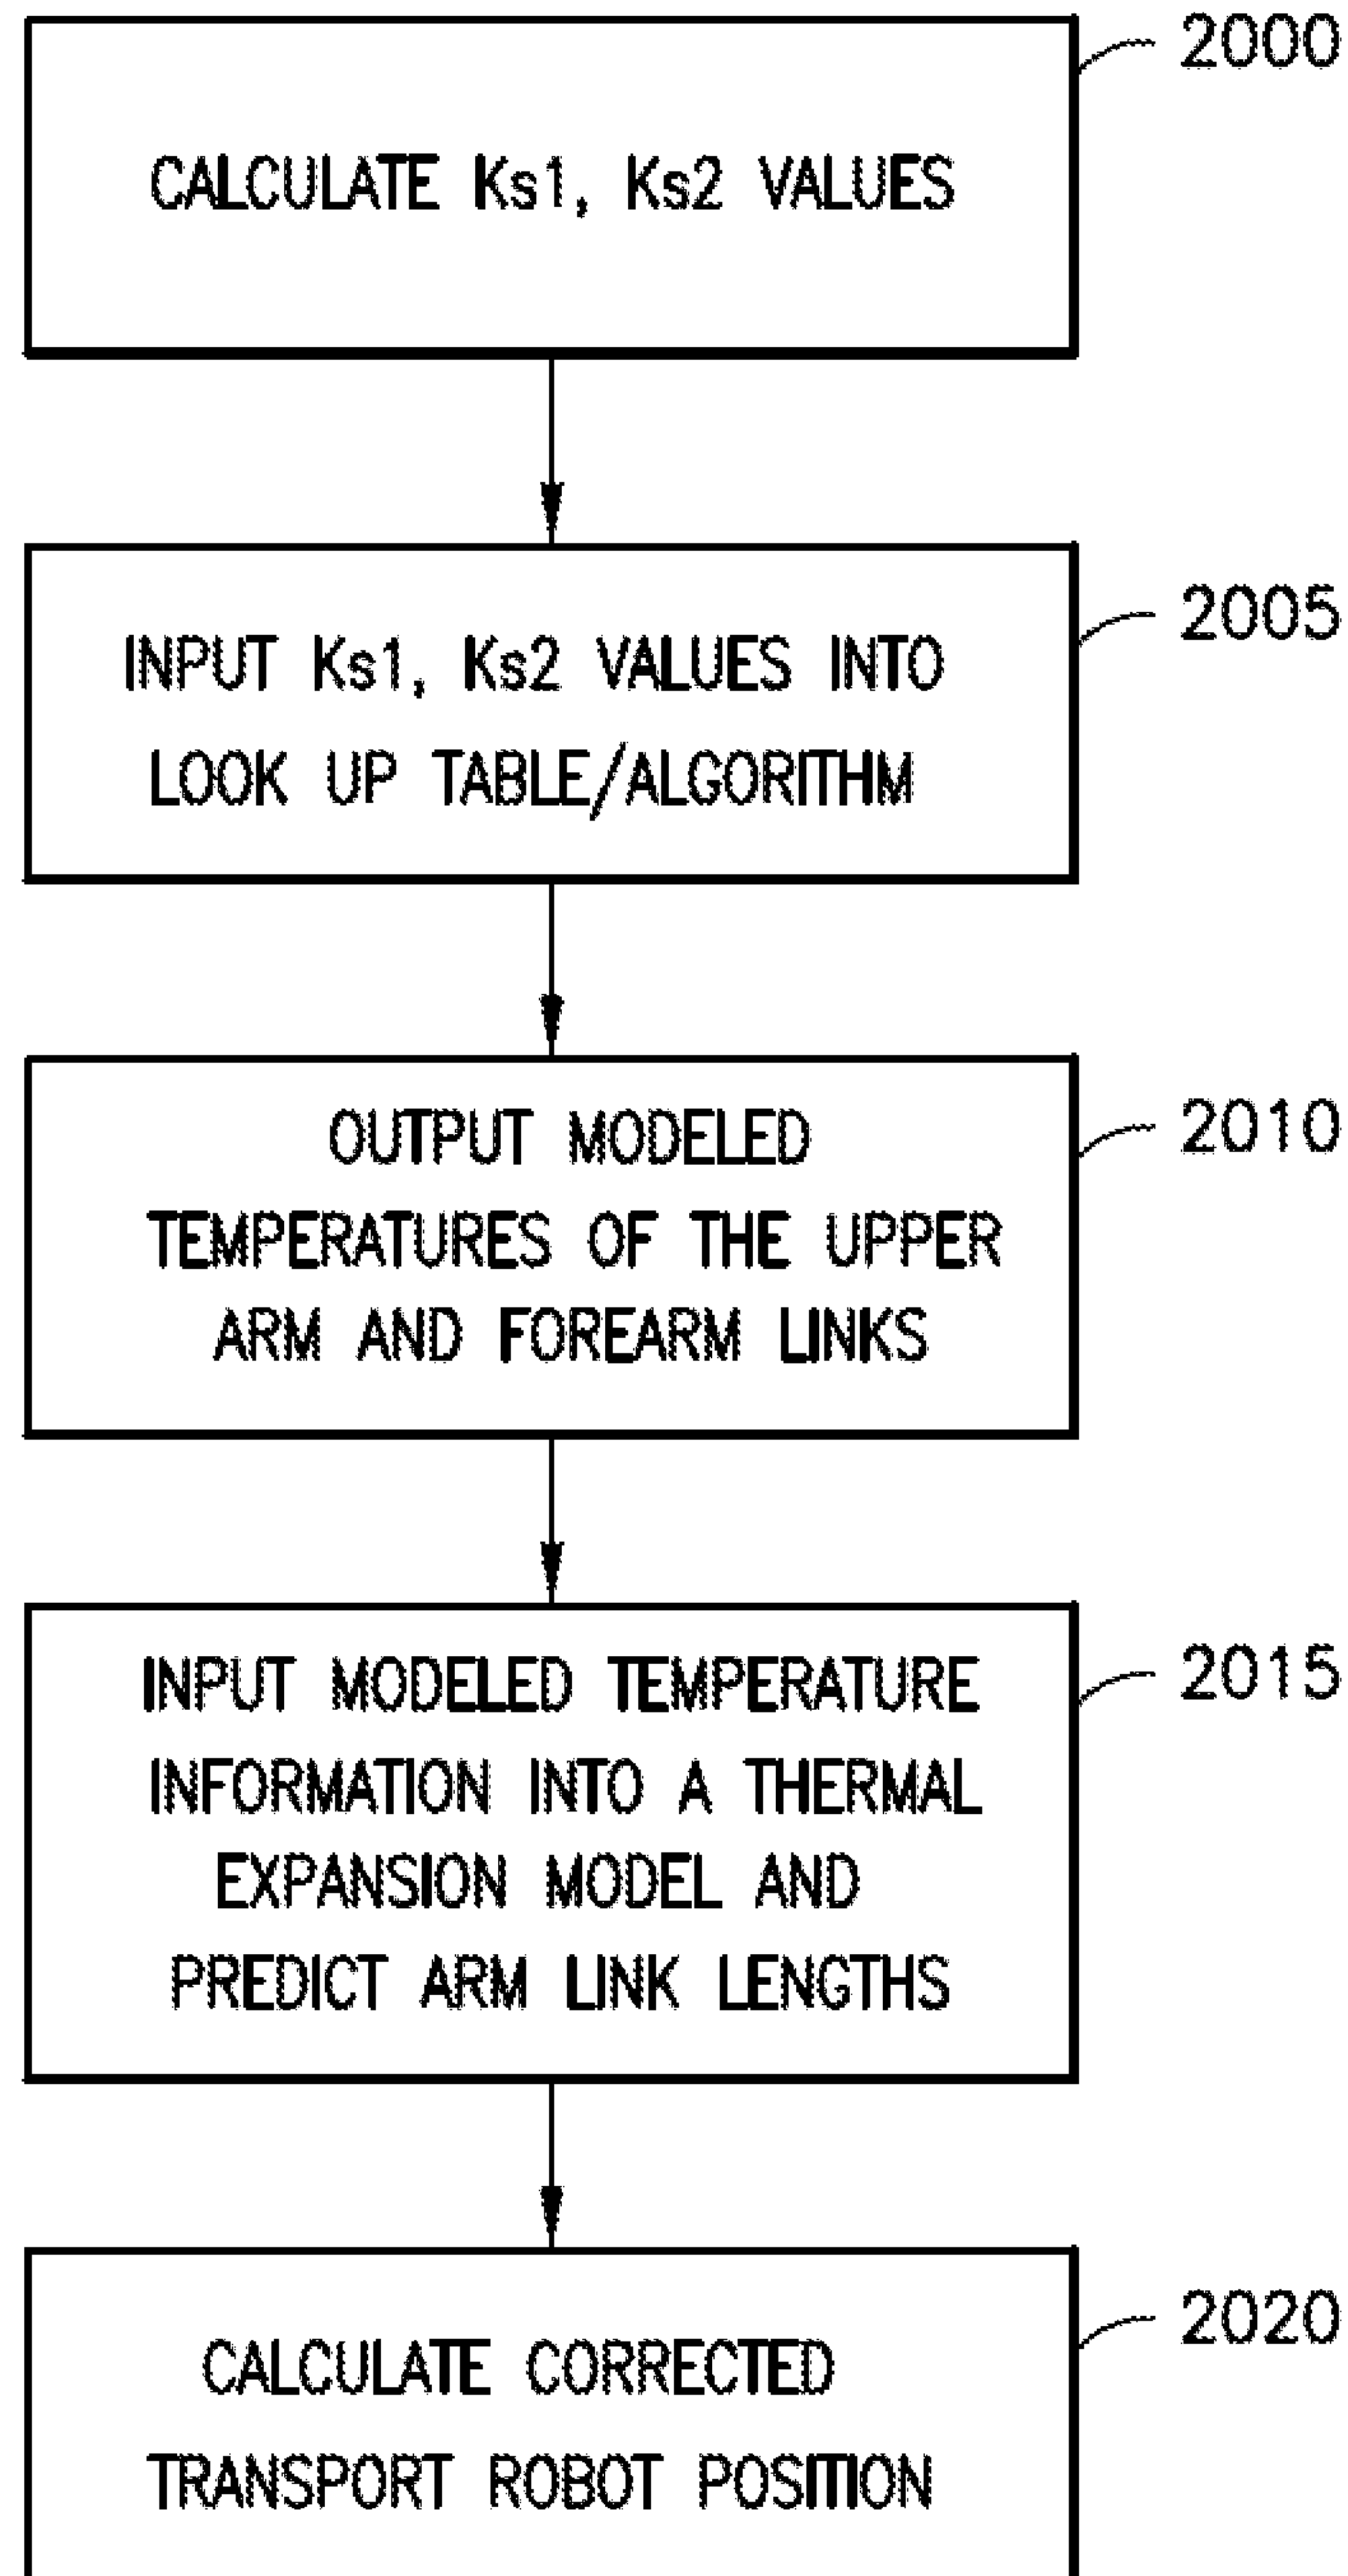 2000
CALCULATE Ks1, Ks2 VALUES
2005
INPUT Ks1, Ks2 VALUES INTO
LOOK UP TABLE/ALGORITHM
2010
OUTPUT MODELED
TEMPERATURES OF THE UPPER
ARM AND FOREARM LINKS
2015
INPUT MODELED TEMPERATURE
INFORMATION INTO A THERMAL
EXPANSION MODEL AND
PREDICT ARM LINK LENGTHS
2020
CALCULATE CORRECTED
TRANSPORT ROBOT POSITION